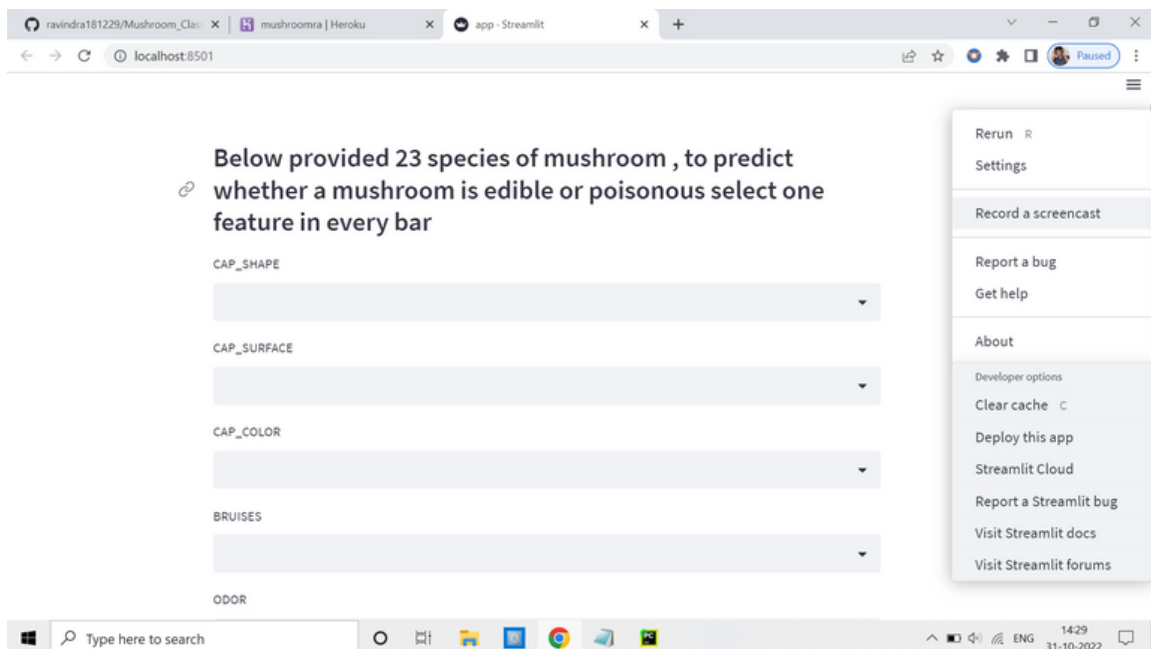 ravindra181229/Mushroom_Clas
mushroomra | Heroku
app · Streamlit
localhost:8501
Paused
Below provided 23 species of mushroom , to predict
whether a mushroom is edible or poisonous select one
feature in every bar
CAP_SHAPE
CAP_SURFACE
CAP_COLOR
BRUISES
ODOR
Rerun R
Settings
Record a screencast
Report a bug
Get help
About
Developer options
Clear cache C
Deploy this app
Streamlit Cloud
Report a Streamlit bug
Visit Streamlit docs
Visit Streamlit forums
Type here to search
ENG
14:29
31-10-2022